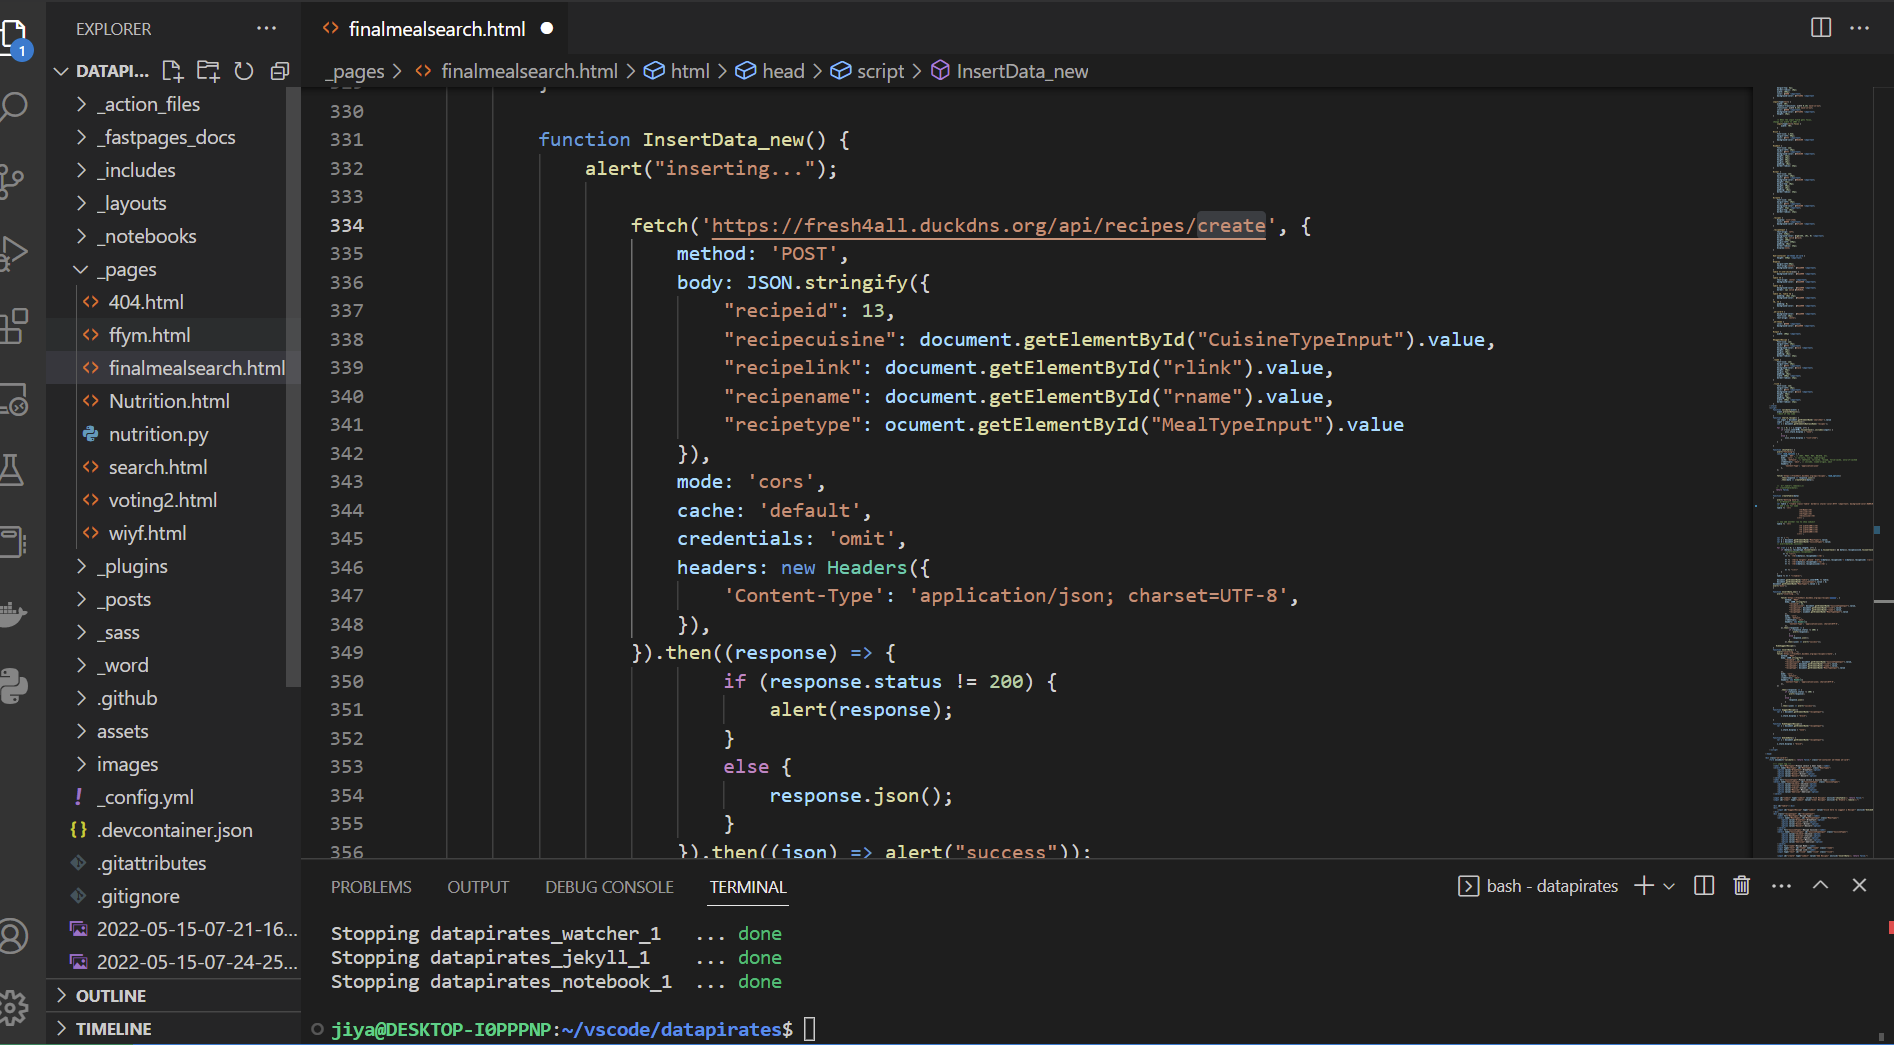 EXPLORER
1
DATAPI...
_action_files
_fastpages_docs
_includes
_layouts
_notebooks
_pages
404.html
ffym.html
finalmealsearch.html
Nutrition.html
nutrition.py
search.html
voting2.html
wiyf.html
_plugins
_posts
_sass
_word
.github
assets
images
_config.yml
.devcontainer.json
.gitattributes
.gitignore
2022-05-15-07-21-16...
2022-05-15-07-24-25...
OUTLINE
TIMELINE
finalmealsearch.html
_pages > finalmealsearch.html > html > head > script > InsertData_new
330
331 function InsertData_new() {
332 alert("inserting...");
333
334 fetch('https://fresh4all.duckdns.org/api/recipes/create', {
335 method: 'POST',
336 body: JSON.stringify({
337 "recipeid": 13,
338 "recipecuisine": document.getElementById("CuisineTypeInput").value,
339 "recipelink": document.getElementById("rlink").value,
340 "recipename": document.getElementById("rname").value,
341 "recipetype": ocument.getElementById("MealTypeInput").value
342 }),
343 mode: 'cors',
344 cache: 'default',
345 credentials: 'omit',
346 headers: new Headers({
347 'Content-Type': 'application/json; charset=UTF-8',
348 }),
349 }).then((response) => {
350 if (response.status != 200) {
351 alert(response);
352 }
353 else {
354 response.json();
355 }
356 }).then((json) => alert("success"));
PROBLEMS OUTPUT DEBUG CONSOLE TERMINAL
bash - datapirates
Stopping datapirates_watcher_1 ... done
Stopping datapirates_jekyll_1 ... done
Stopping datapirates_notebook_1 ... done
jiya@DESKTOP-I0PPPNP:~/vscode/datapirates$